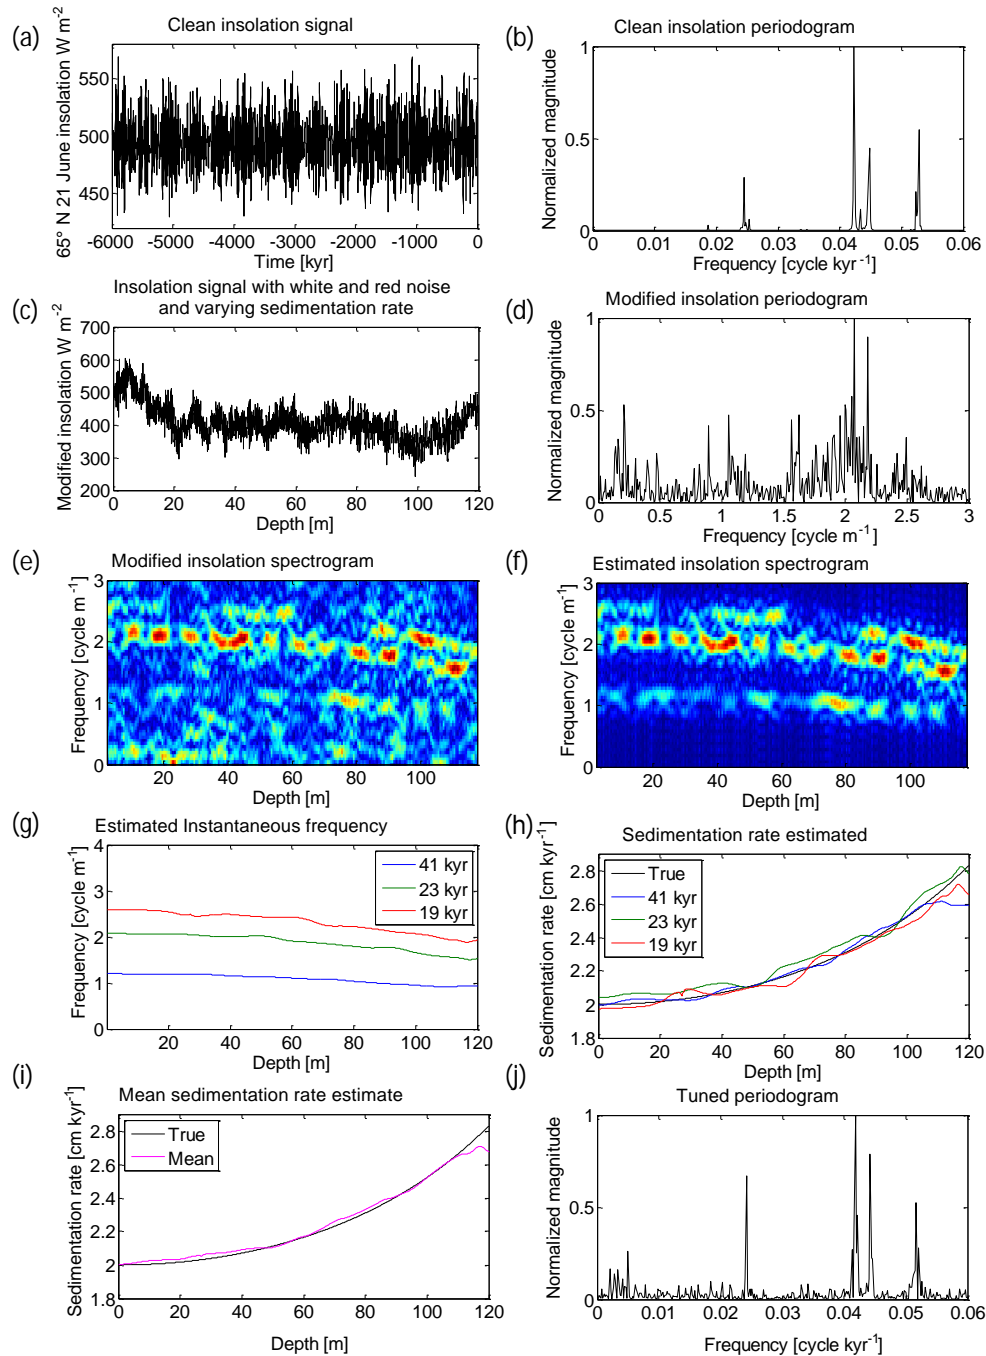 (a)
Clean insolation signal
65° N 21 June insolation W m-2
550
500
450
-6000 -5000 -4000 -3000 -2000 -1000 0
Time [kyr]
(b)
Clean insolation periodogram
Normalized magnitude
1
0.5
0
0 0.01 0.02 0.03 0.04 0.05 0.06
Frequency [cycle kyr-1]
(c)
Insolation signal with white and red noise
and varying sedimentation rate
Modified insolation W m-2
700
600
500
400
300
200
0 20 40 60 80 100 120
Depth [m]
(d)
Modified insolation periodogram
Normalized magnitude
1
0.5
0
0 0.5 1 1.5 2 2.5 3
Frequency [cycle m-1]
(e)
Modified insolation spectrogram
Frequency [cycle m-1]
3
2
1
0
20 40 60 80 100
Depth [m]
(f)
Estimated insolation spectrogram
Frequency [cycle m-1]
3
2
1
0
20 40 60 80 100
Depth [m]
(g)
Estimated Instantaneous frequency
Frequency [cycle m-1]
4
3
2
1
0
41 kyr
23 kyr
19 kyr
0 20 40 60 80 100 120
Depth [m]
(h)
Sedimentation rate estimated
Sedimentation rate [cm kyr-1]
2.8
2.6
2.4
2.2
2
1.8
True
41 kyr
23 kyr
19 kyr
0 20 40 60 80 100 120
Depth [m]
(i)
Mean sedimentation rate estimate
Sedimentation rate [cm kyr-1]
2.8
2.6
2.4
2.2
2
1.8
True
Mean
0 20 40 60 80 100 120
Depth [m]
(j)
Tuned periodogram
Normalized magnitude
1
0.5
0
0 0.01 0.02 0.03 0.04 0.05 0.06
Frequency [cycle kyr-1]